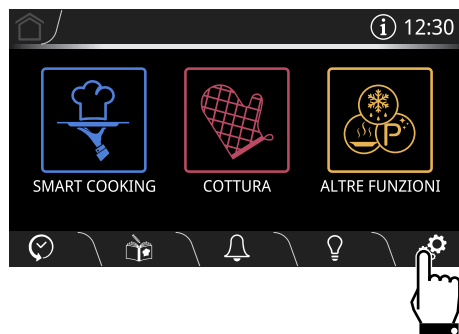 12:30
SMART COOKING
COTTURA
ALTRE FUNZIONI
P